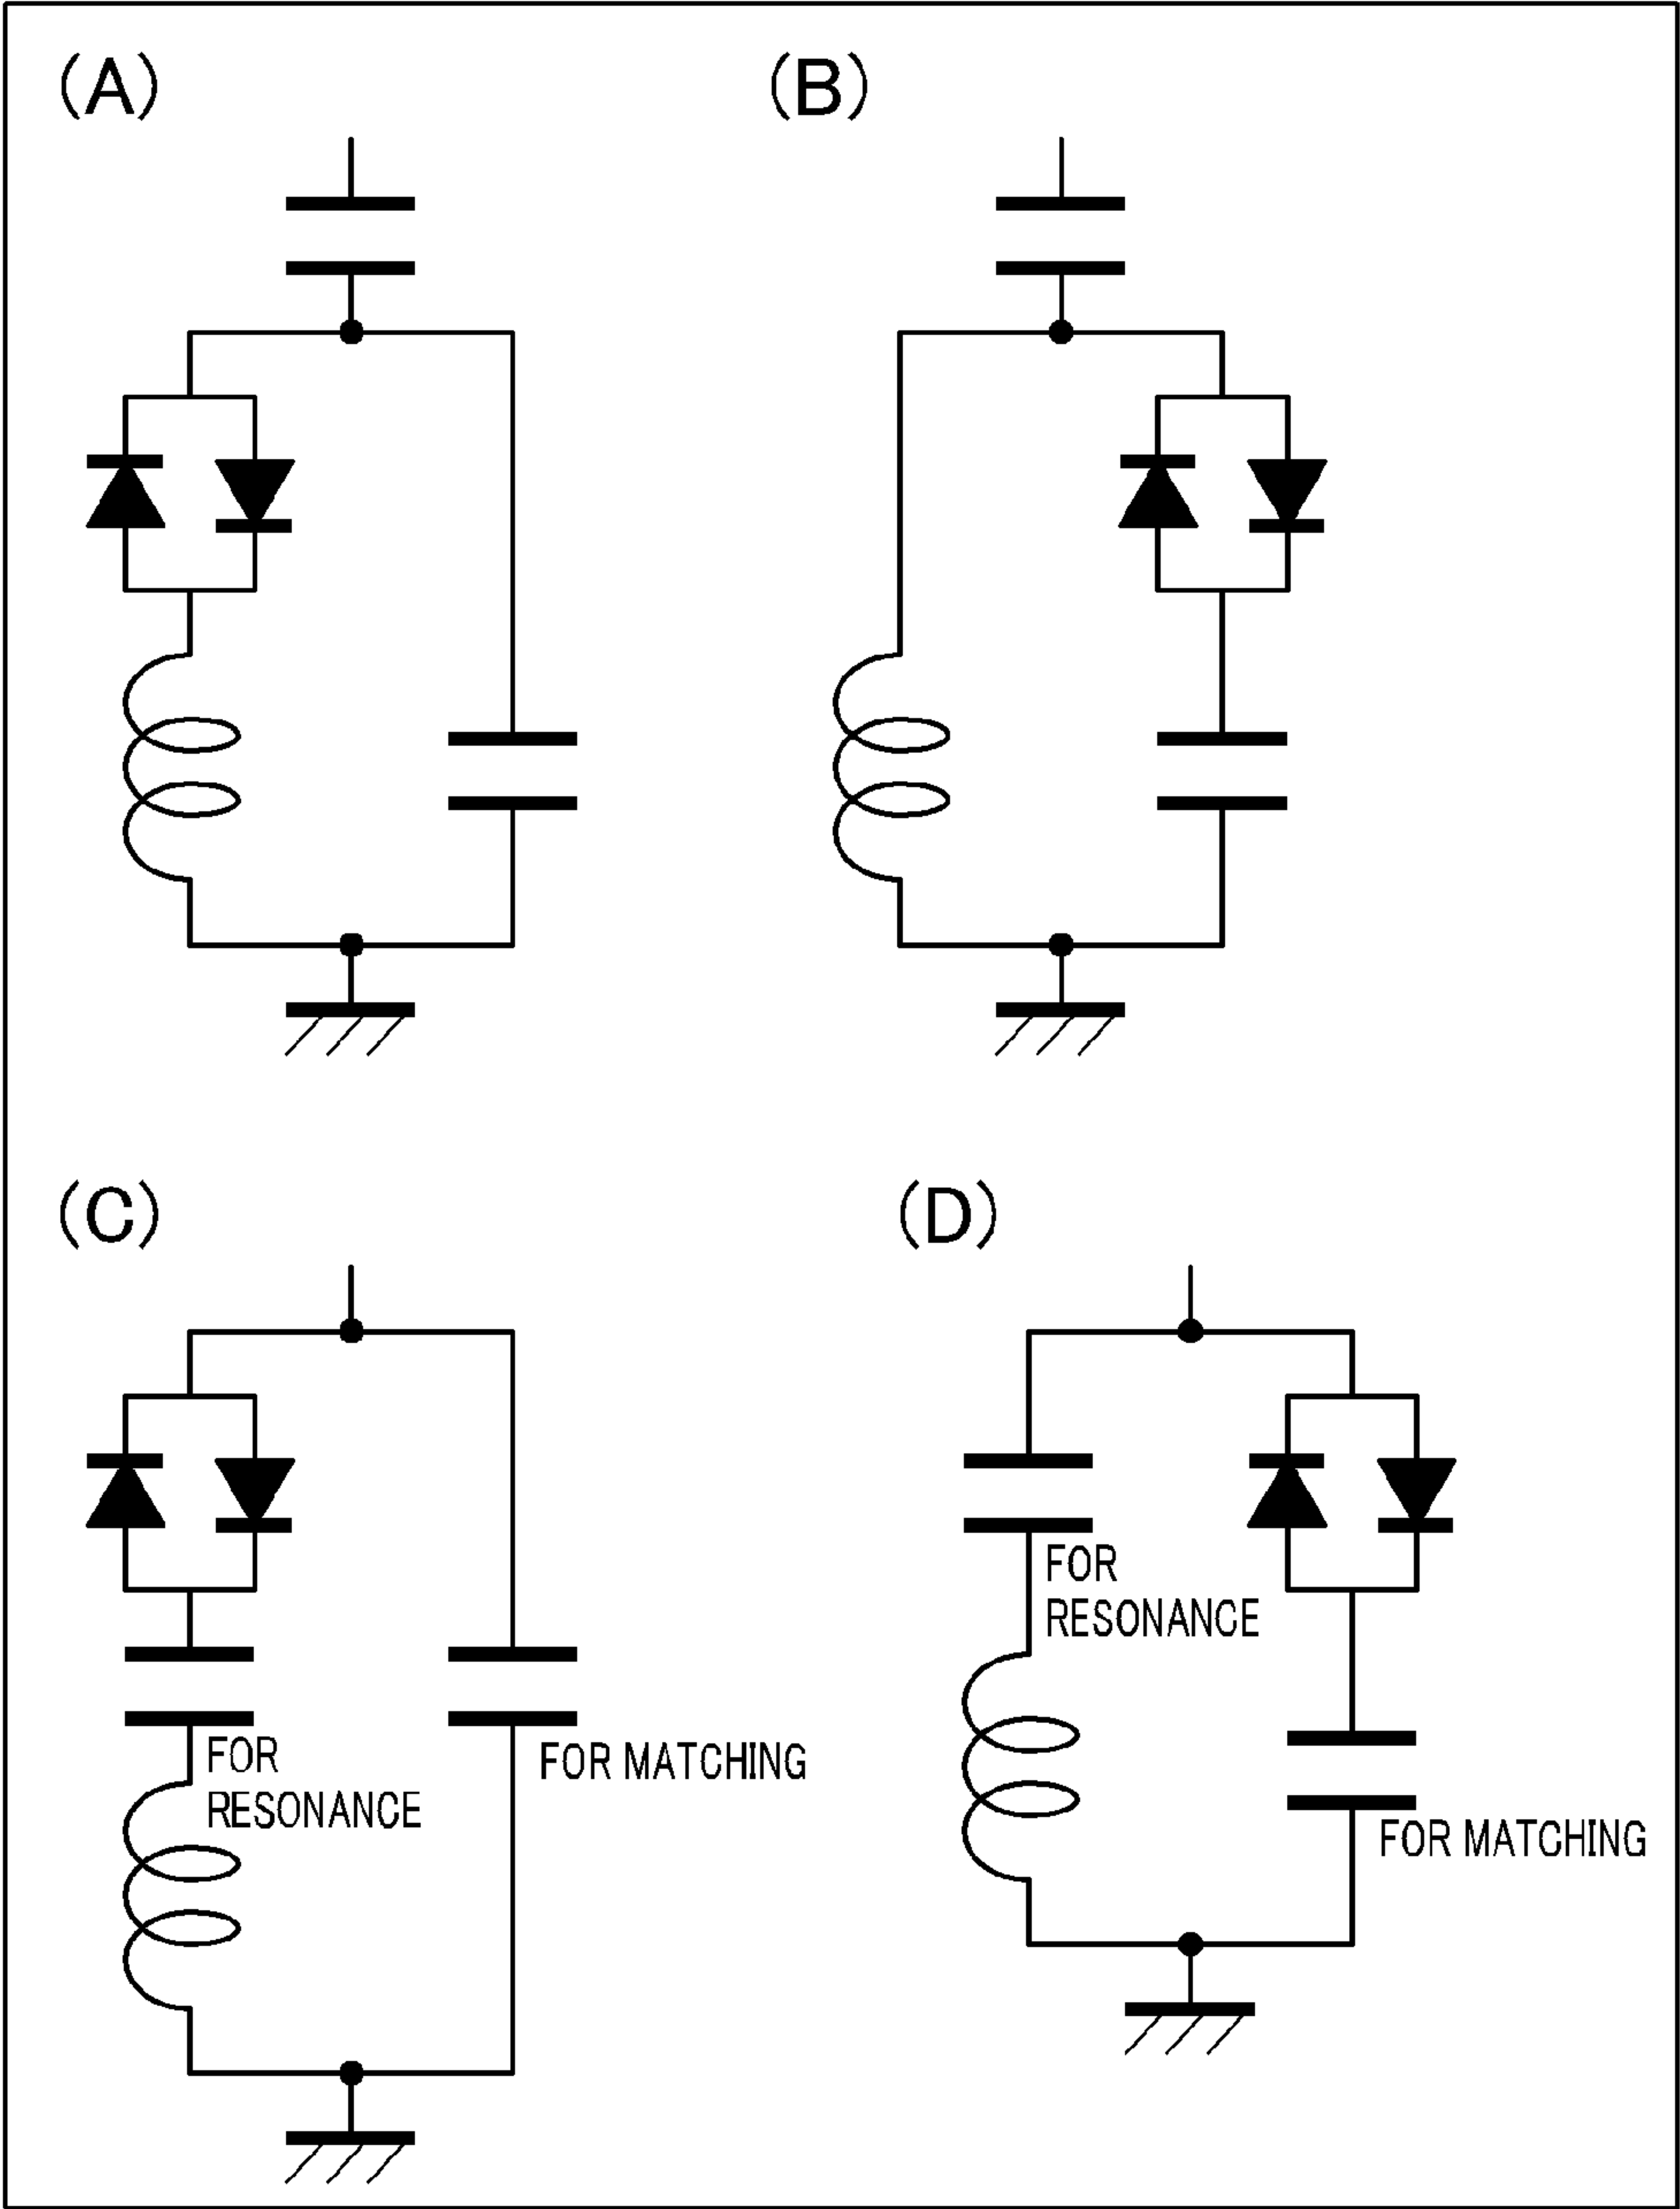 (A)
(B)
(C)
(D)
FOR
RESONANCE
FOR MATCHING
FOR
RESONANCE
FOR MATCHING